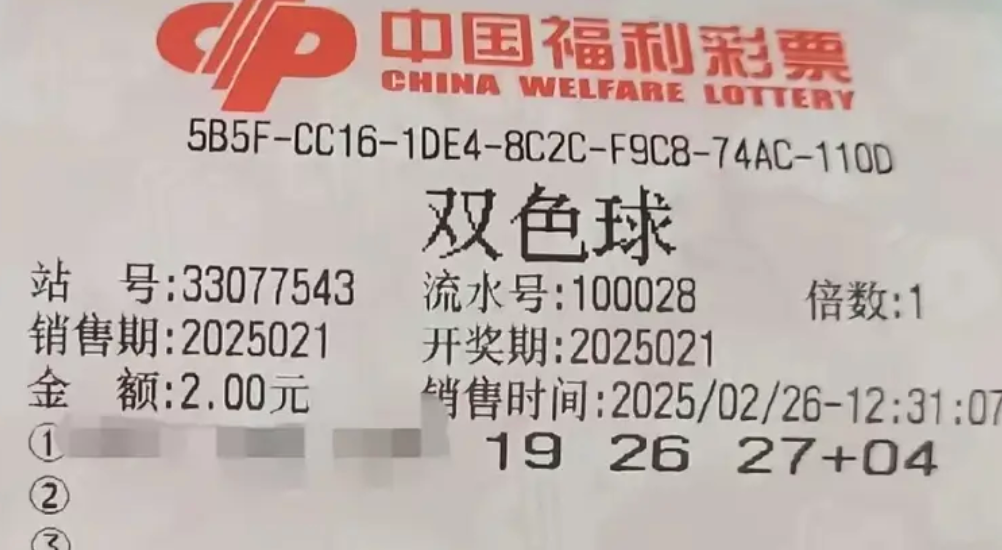 中国福利彩票
CHINA WELFARE LOTTERY
5B5F-CC16-1DE4-8C2C-F9C8-74AC-110D
双色球
站 号:33077543 流水号:100028 倍数:1
销售期:2025021 开奖期:2025021
金 额:2.00元 销售时间:2025/02/26-12:31:07
① 19 26 27+04
②
③